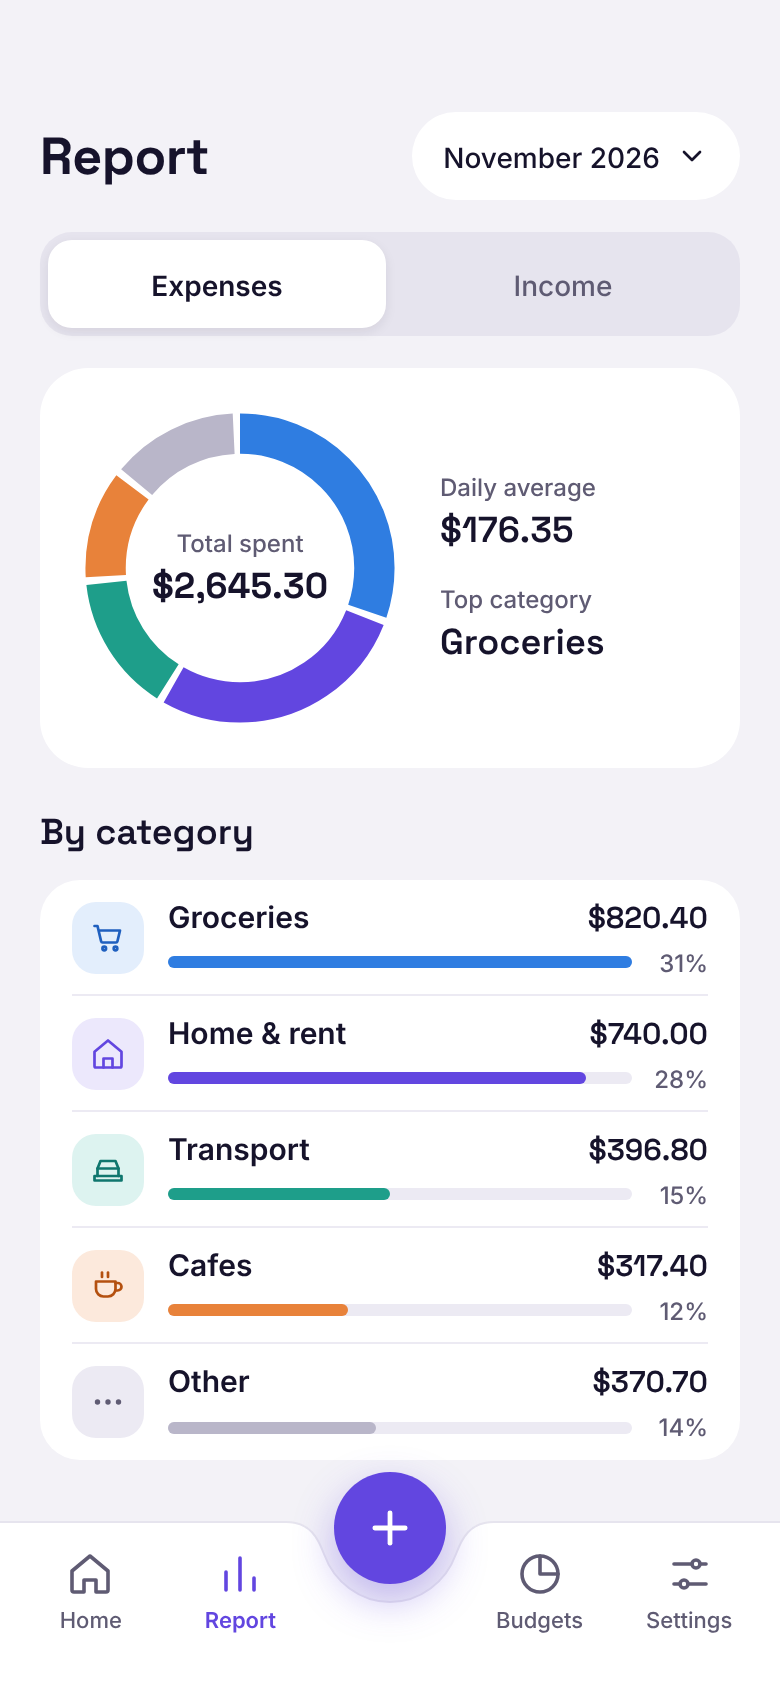 Report
November 2026
Expenses
Income
Total spent
$2,645.30
Daily average
$176.35
Top category
Groceries
By category
Groceries
$820.40
31%
Home & rent
$740.00
28%
Transport
$396.80
15%
Cafes
$317.40
12%
Other
$370.70
14%
Home
Report
Budgets
Settings